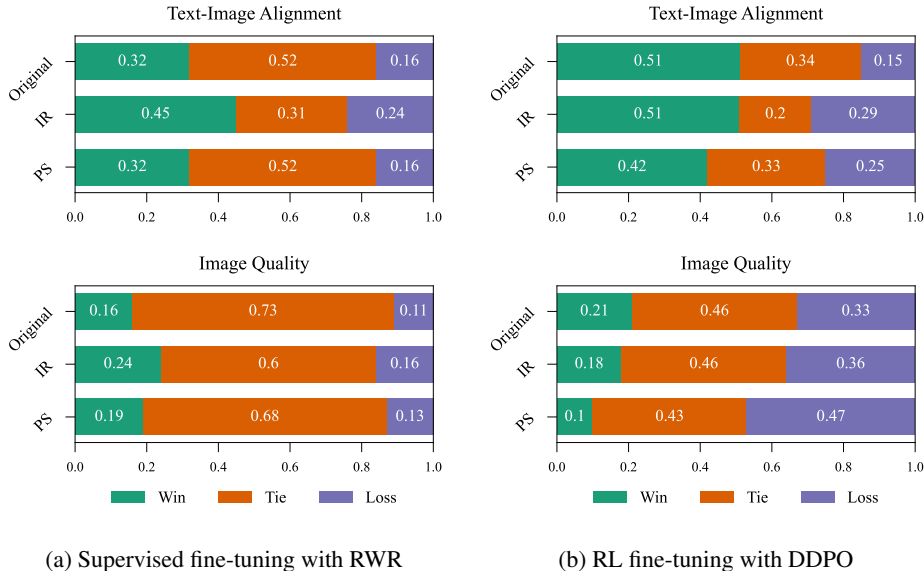 Text-Image Alignment
Original 0.32 0.52 0.16
IR 0.45 0.31 0.24
PS 0.32 0.52 0.16
0.0 0.2 0.4 0.6 0.8 1.0
Image Quality
Original 0.16 0.73 0.11
IR 0.24 0.6 0.16
PS 0.19 0.68 0.13
0.0 0.2 0.4 0.6 0.8 1.0
Win Tie Loss
(a) Supervised fine-tuning with RWR
Text-Image Alignment
Original 0.51 0.34 0.15
IR 0.51 0.2 0.29
PS 0.42 0.33 0.25
0.0 0.2 0.4 0.6 0.8 1.0
Image Quality
Original 0.21 0.46 0.33
IR 0.18 0.46 0.36
PS 0.1 0.43 0.47
0.0 0.2 0.4 0.6 0.8 1.0
Win Tie Loss
(b) RL fine-tuning with DDPO